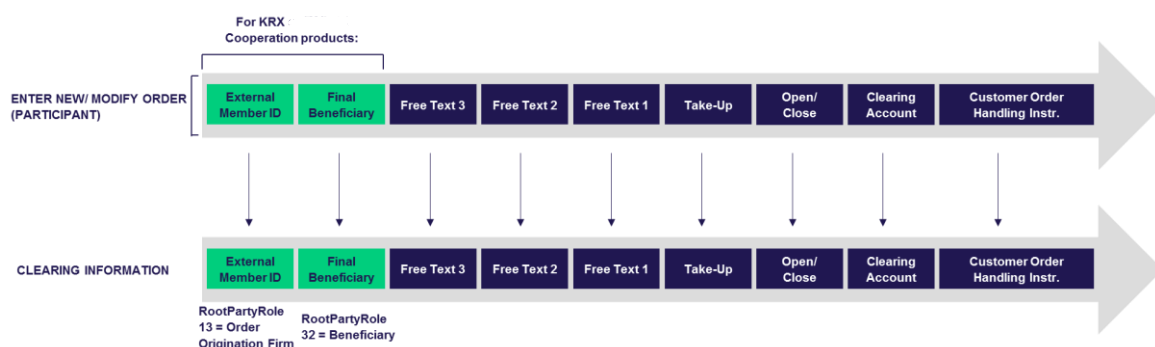 For KRX
Cooperation products:
ENTER NEW/ MODIFY ORDER
(PARTICIPANT)
External
Member ID
Final
Beneficiary
Free Text 3
Free Text 2
Free Text 1
Take-Up
Open/
Close
Clearing
Account
Customer Order
Handling Instr.
CLEARING INFORMATION
External
Member ID
Final
Beneficiary
Free Text 3
Free Text 2
Free Text 1
Take-Up
Open/
Close
Clearing
Account
Customer Order
Handling Instr.
RootPartyRole
13 = Order
Origination Firm
RootPartyRole
32 = Beneficiary